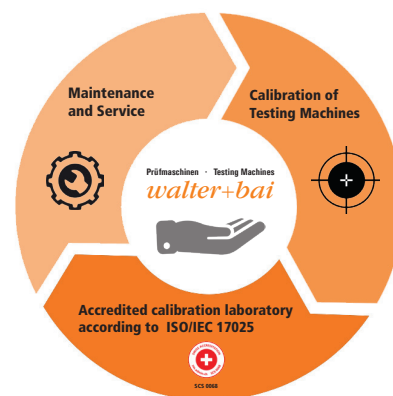 Maintenance
and Service
Calibration of
Testing Machines
Prüfmaschinen · Testing Machines
walter+bai
Accredited calibration laboratory
according to ISO/IEC 17025
SCS 0068